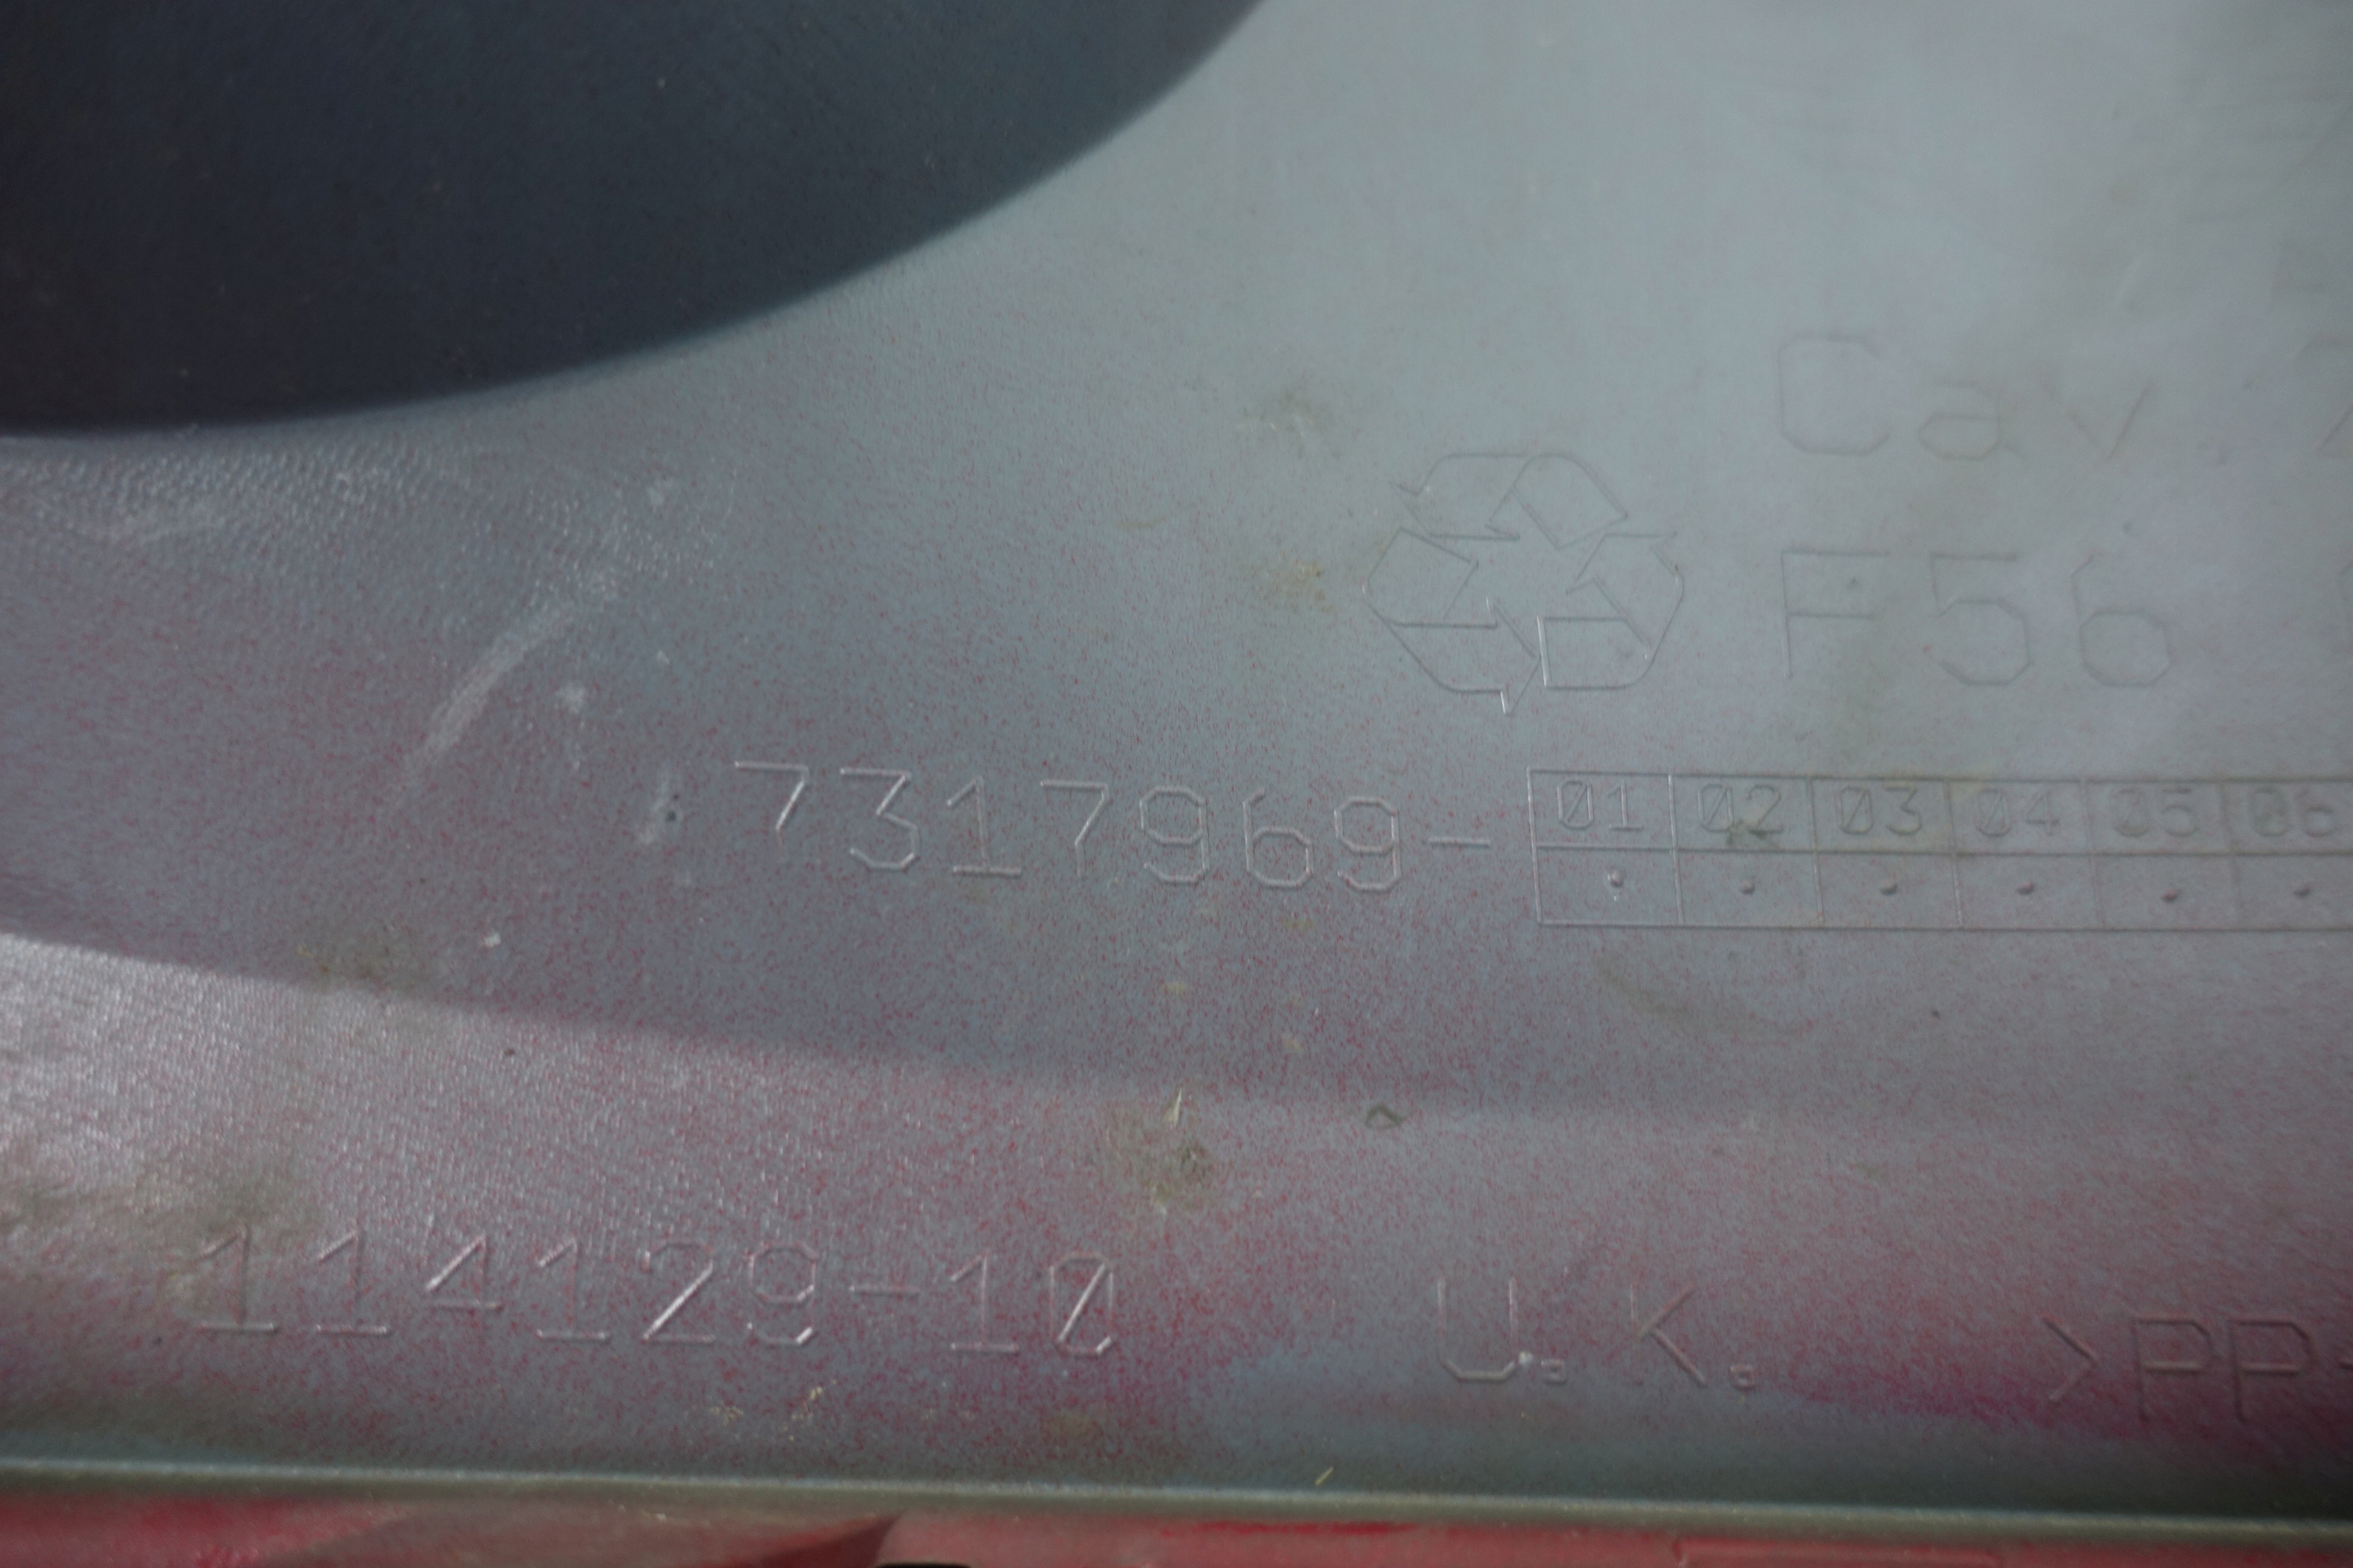 Cav.
F56
7317969-
01 02 03 04 05 06
114129-10 U.K. >PP